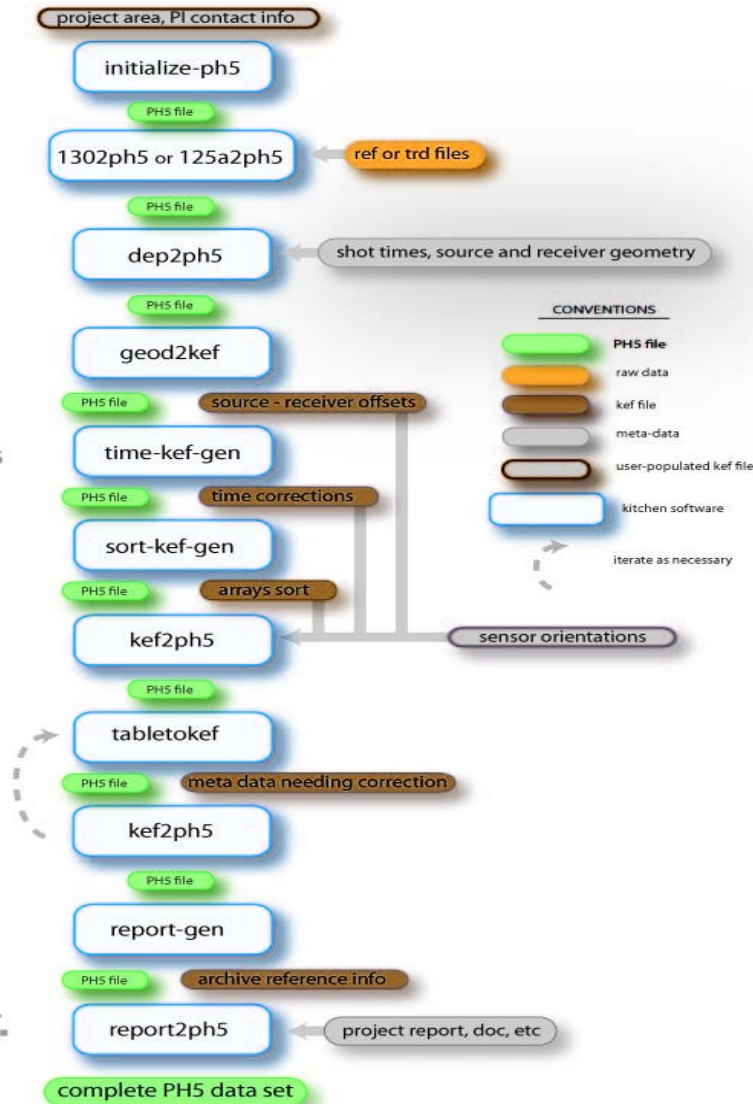 project area, PI contact info
initialize-ph5
PH5 file
1302ph5 or 125a2ph5
ref or trd files
PH5 file
dep2ph5
shot times, source and receiver geometry
PH5 file
geod2kef
PH5 file
source - receiver offsets
time-kef-gen
PH5 file
time corrections
sort-kef-gen
PH5 file
arrays sort
kef2ph5
sensor orientations
PH5 file
tabletokef
PH5 file
meta data needing correction
kef2ph5
PH5 file
report-gen
PH5 file
archive reference info
report2ph5
project report, doc, etc
complete PH5 data set
CONVENTIONS
PH5 file
raw data
kef file
meta-data
user-populated kef file
kitchen software
iterate as necessary